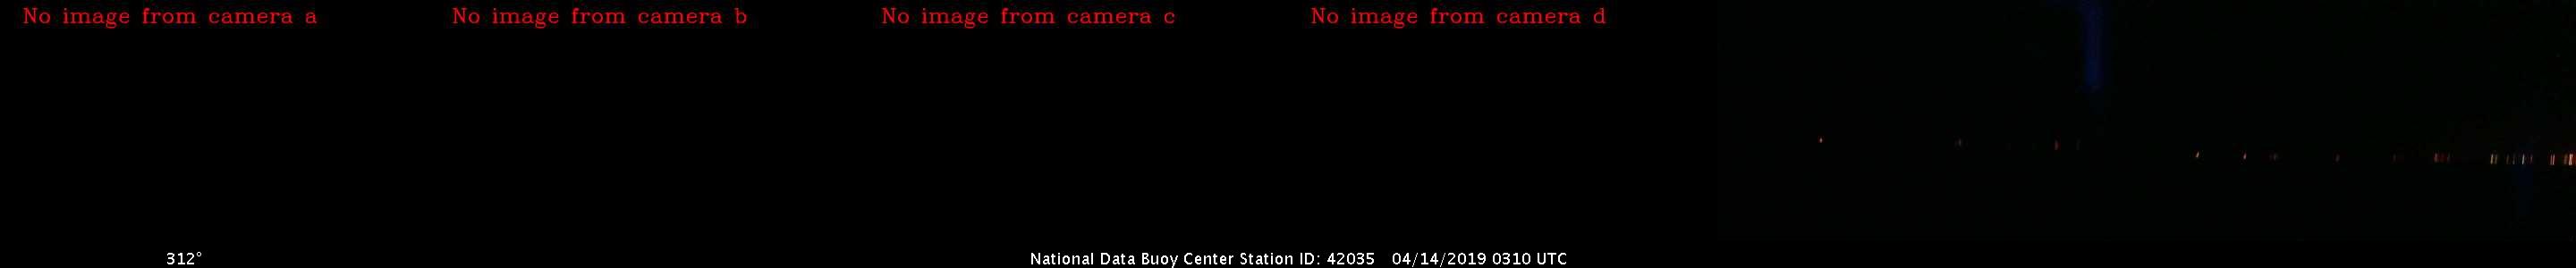 No image from camera a
No image from camera b
No image from camera c
No image from camera d
312°
National Data Buoy Center Station ID: 42035 04/14/2019 0310 UTC